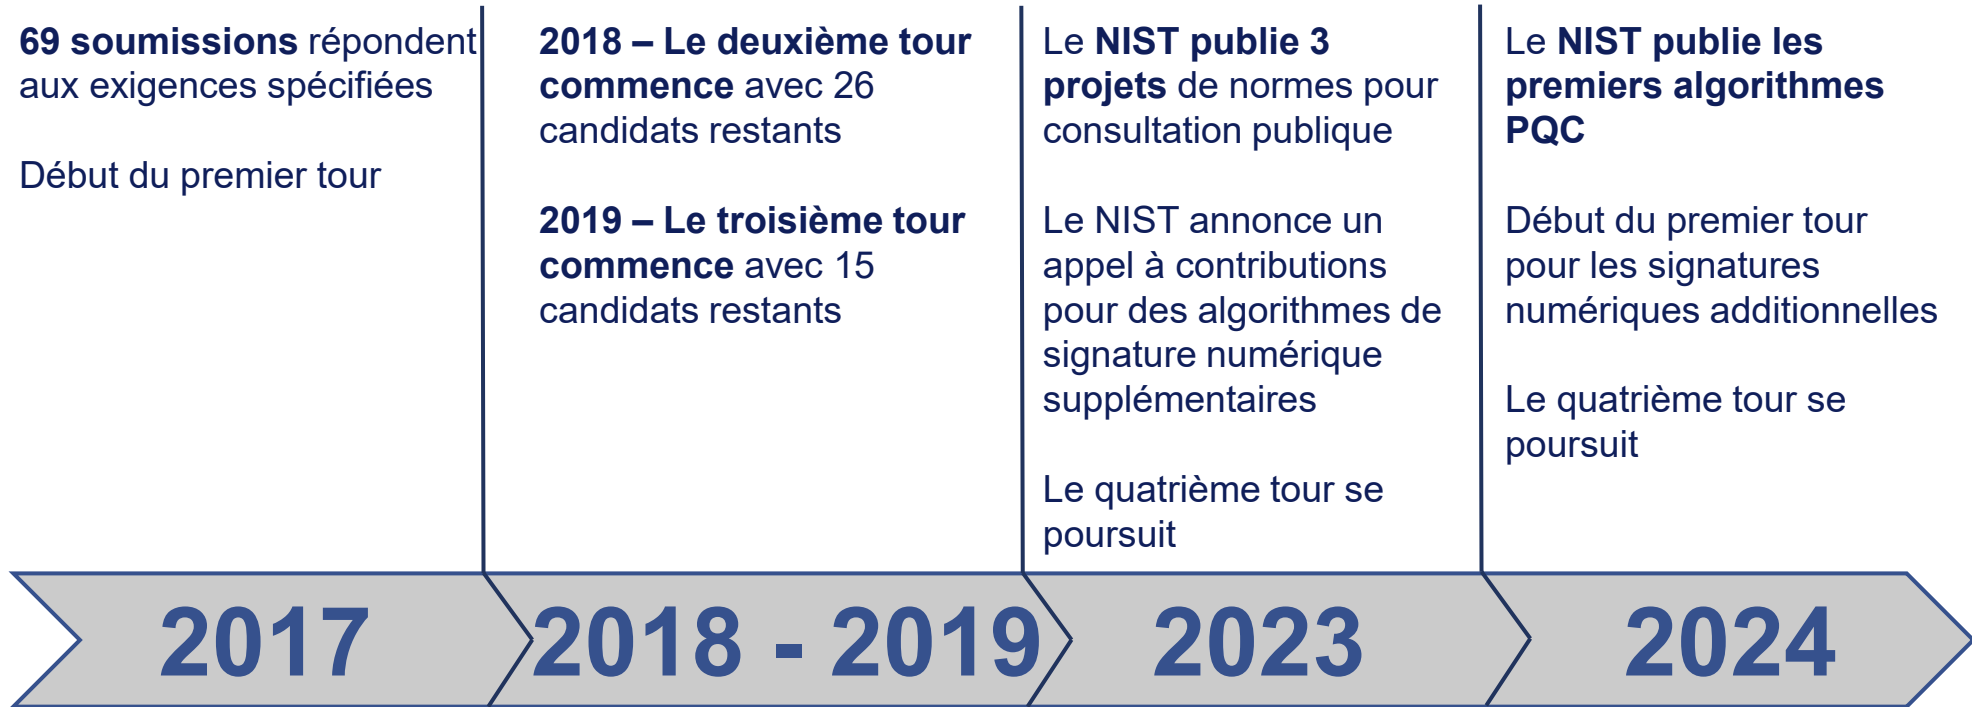 69 soumissions répondent
aux exigences spécifiées
Début du premier tour
2018 – Le deuxième tour
commence avec 26
candidats restants
2019 – Le troisième tour
commence avec 15
candidats restants
Le NIST publie 3
projets de normes pour
consultation publique
Le NIST annonce un
appel à contributions
pour des algorithmes de
signature numérique
supplémentaires
Le quatrième tour se
poursuit
Le NIST publie les
premiers algorithmes
PQC
Début du premier tour
pour les signatures
numériques additionnelles
Le quatrième tour se
poursuit
2017
2018 - 2019
2023
2024